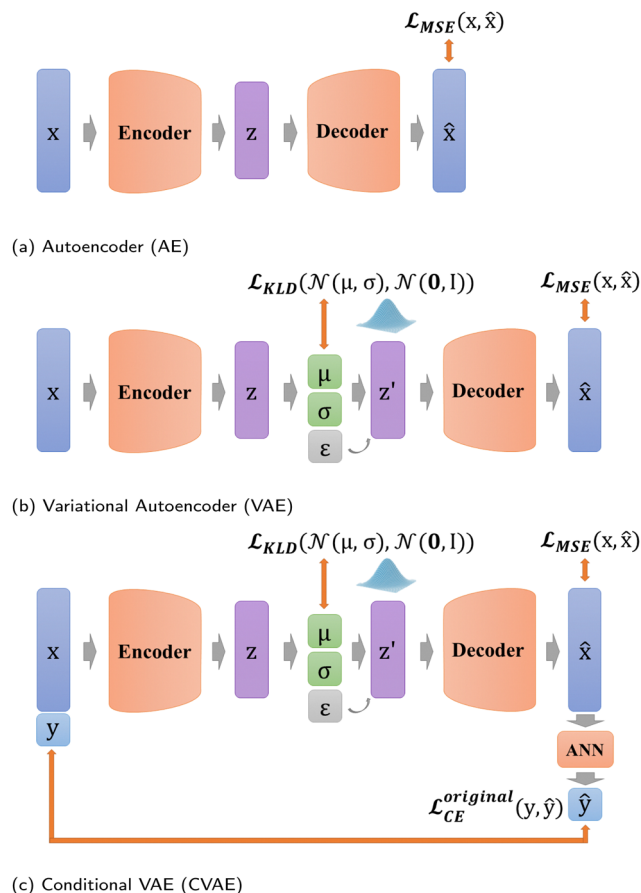 ℒ_MSE(x, x̂)
x Encoder z Decoder x̂
(a) Autoencoder (AE)
ℒ_KLD(𝒩(μ, σ), 𝒩(𝟎, I)) ℒ_MSE(x, x̂)
μ
x Encoder z σ z' Decoder x̂
ε
(b) Variational Autoencoder (VAE)
ℒ_KLD(𝒩(μ, σ), 𝒩(𝟎, I)) ℒ_MSE(x, x̂)
μ
x Encoder z σ z' Decoder x̂
ε
y
ANN
ℒ_CE^original(y, ŷ) ŷ
(c) Conditional VAE (CVAE)